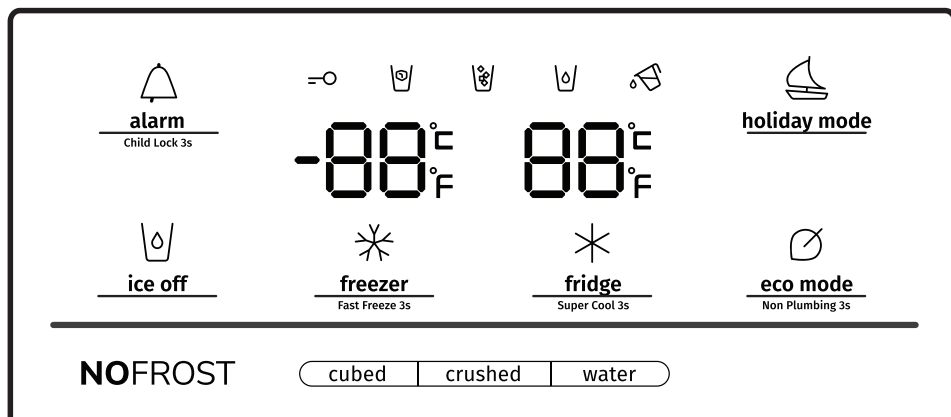 alarm
Child Lock 3s
holiday mode
-88°C °F
88°C °F
ice off
freezer
Fast Freeze 3s
fridge
Super Cool 3s
eco mode
Non Plumbing 3s
NOFROST
cubed
crushed
water